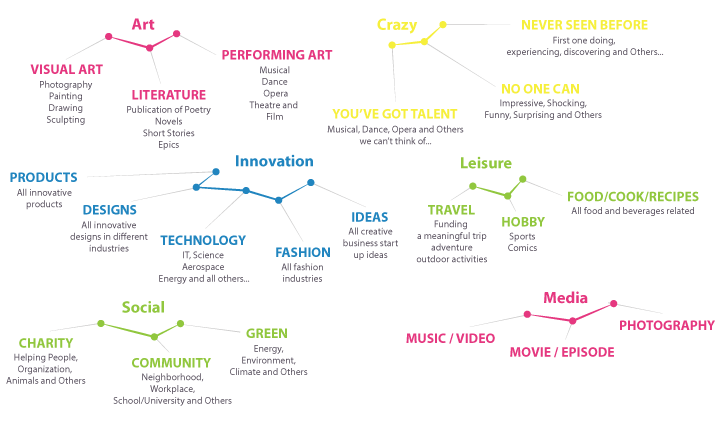 Art
VISUAL ART
Photography
Painting
Drawing
Sculpting
LITERATURE
Publication of Poetry
Novels
Short Stories
Epics
PERFORMING ART
Musical
Dance
Opera
Theatre and
Film
Crazy
NEVER SEEN BEFORE
First one doing,
experiencing, discovering and Others...
NO ONE CAN
Impressive, Shocking,
Funny, Surprising and Others
YOU'VE GOT TALENT
Musical, Dance, Opera and Others
we can't think of...
Innovation
PRODUCTS
All innovative
products
DESIGNS
All innovative
designs in different
industries
TECHNOLOGY
IT, Science
Aerospace
Energy and all others...
FASHION
All fashion
industries
IDEAS
All creative
business start
up ideas
Leisure
TRAVEL
Funding
a meaningful trip
adventure
outdoor activities
HOBBY
Sports
Comics
FOOD/COOK/RECIPES
All food and beverages related
Social
CHARITY
Helping People,
Organization,
Animals and Others
COMMUNITY
Neighborhood,
Workplace,
School/University and Others
GREEN
Energy,
Environment,
Climate and Others
Media
MUSIC / VIDEO
MOVIE / EPISODE
PHOTOGRAPHY